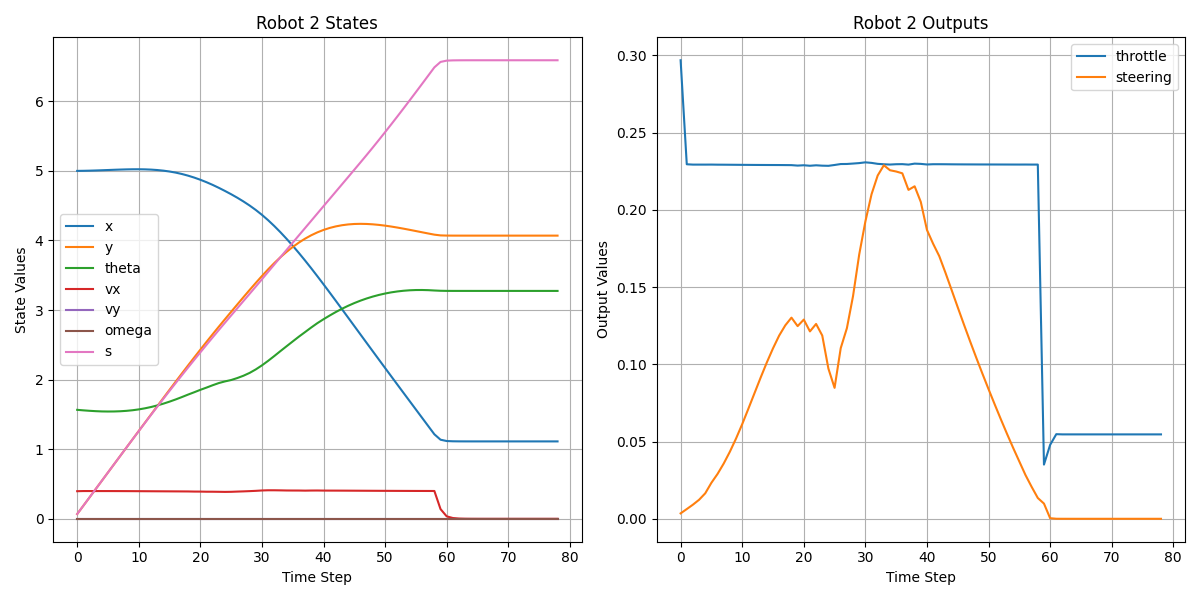 Robot 2 States
State Values
6
5
4
3
2
1
0
x
y
theta
vx
vy
omega
s
0 10 20 30 40 50 60 70 80
Time Step
Robot 2 Outputs
Output Values
0.30
0.25
0.20
0.15
0.10
0.05
0.00
throttle
steering
0 10 20 30 40 50 60 70 80
Time Step